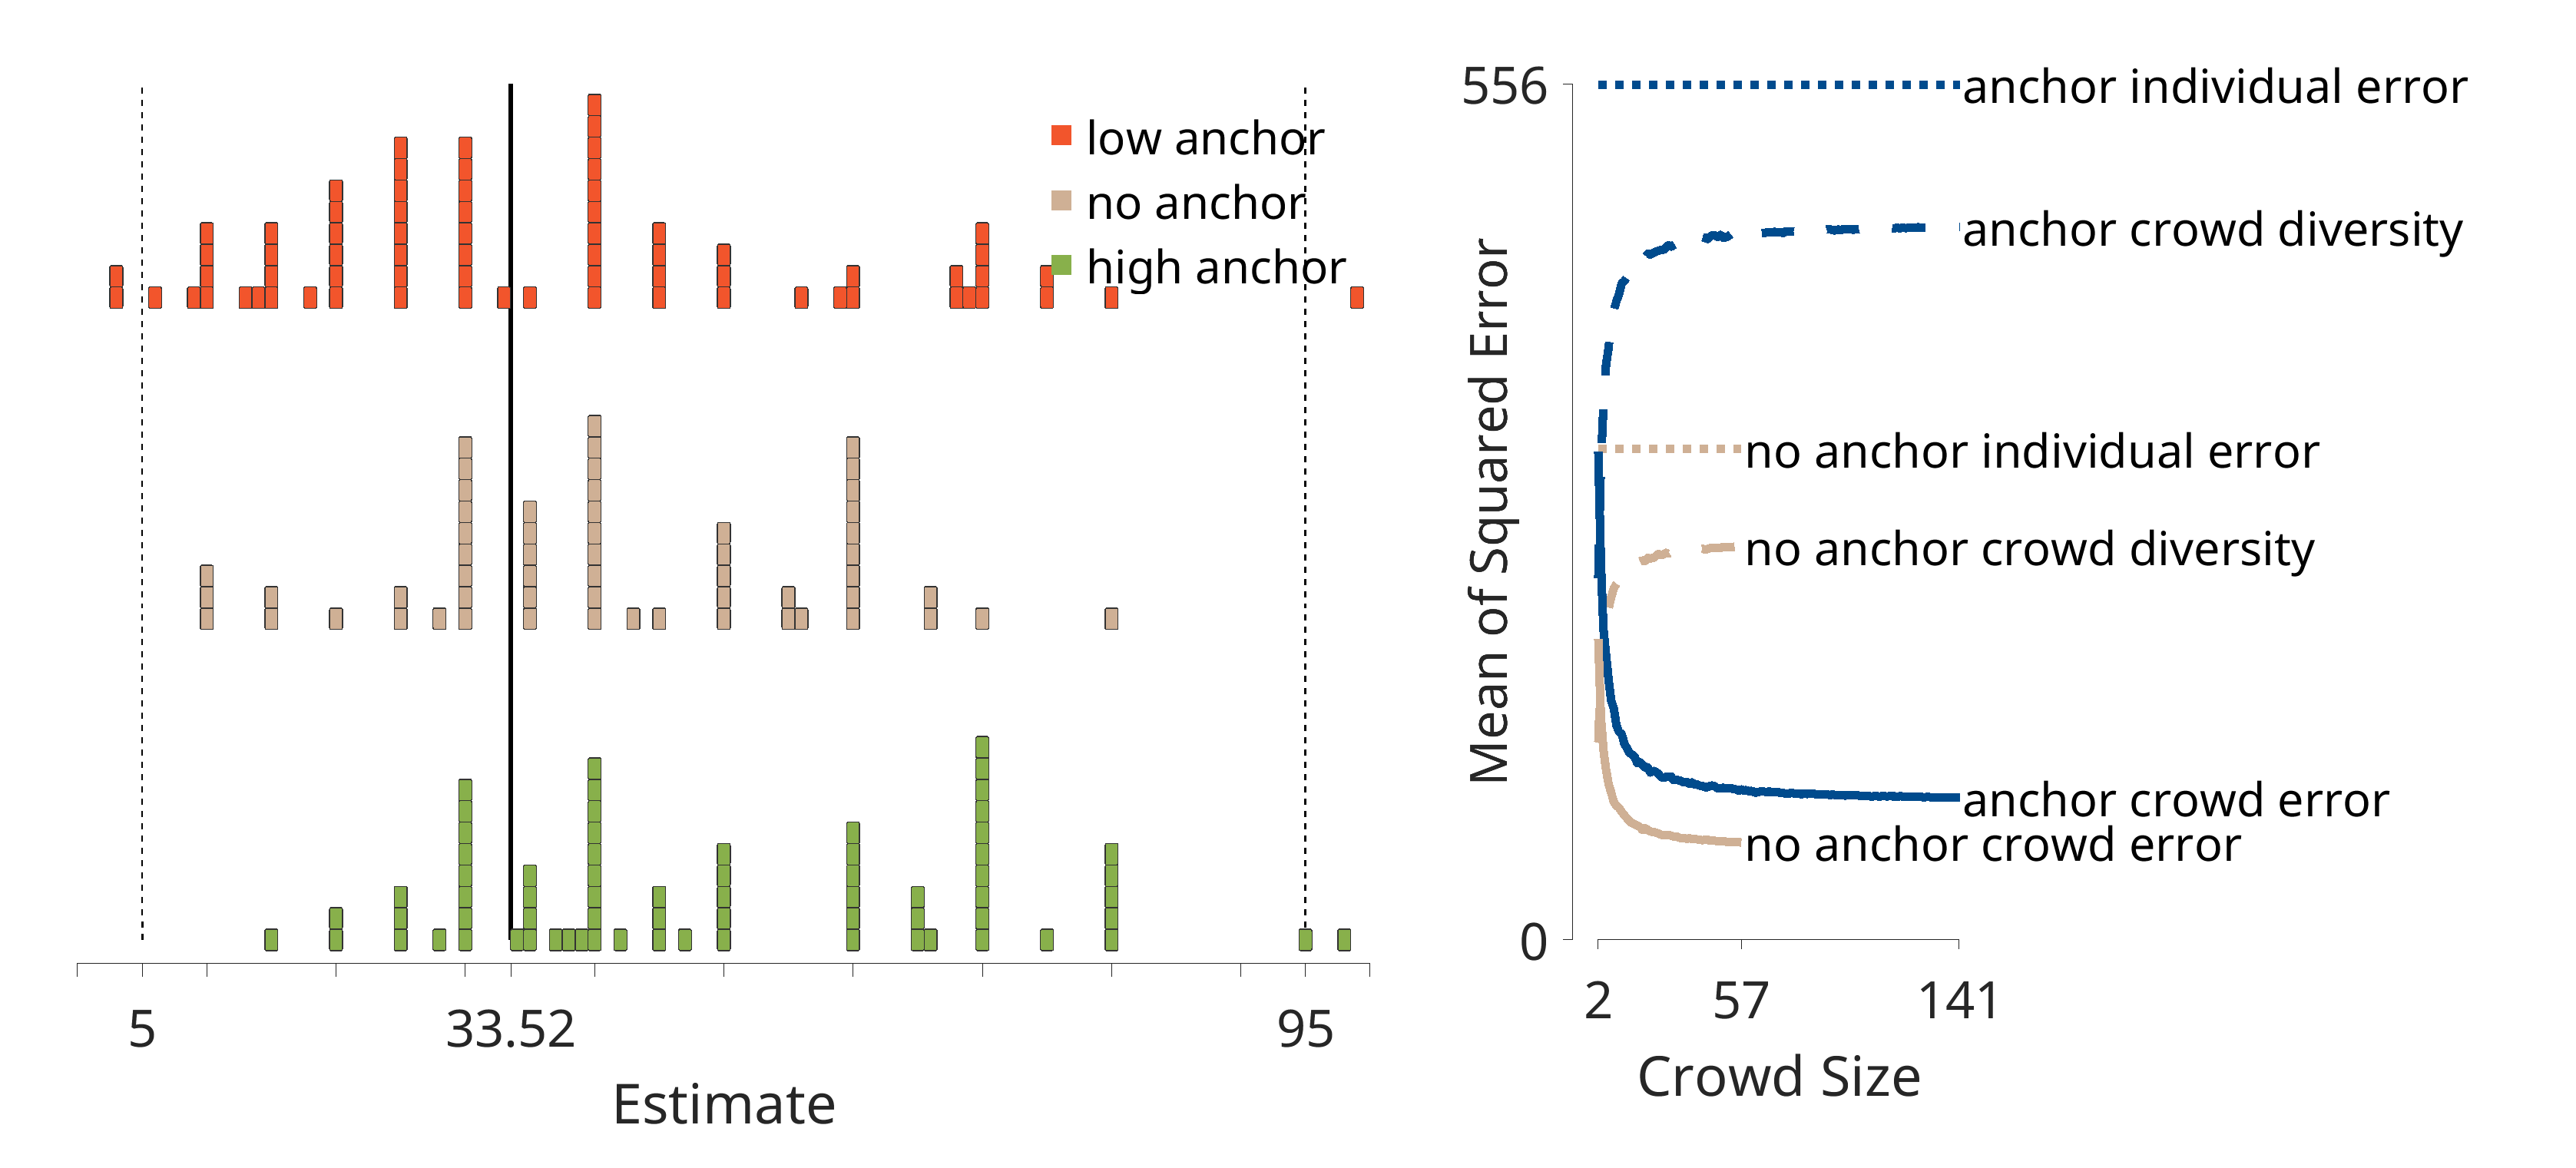 low anchor
no anchor
high anchor
5
33.52
95
Estimate
556
0
Mean of Squared Error
anchor individual error
anchor crowd diversity
no anchor individual error
no anchor crowd diversity
anchor crowd error
no anchor crowd error
2
57
141
Crowd Size